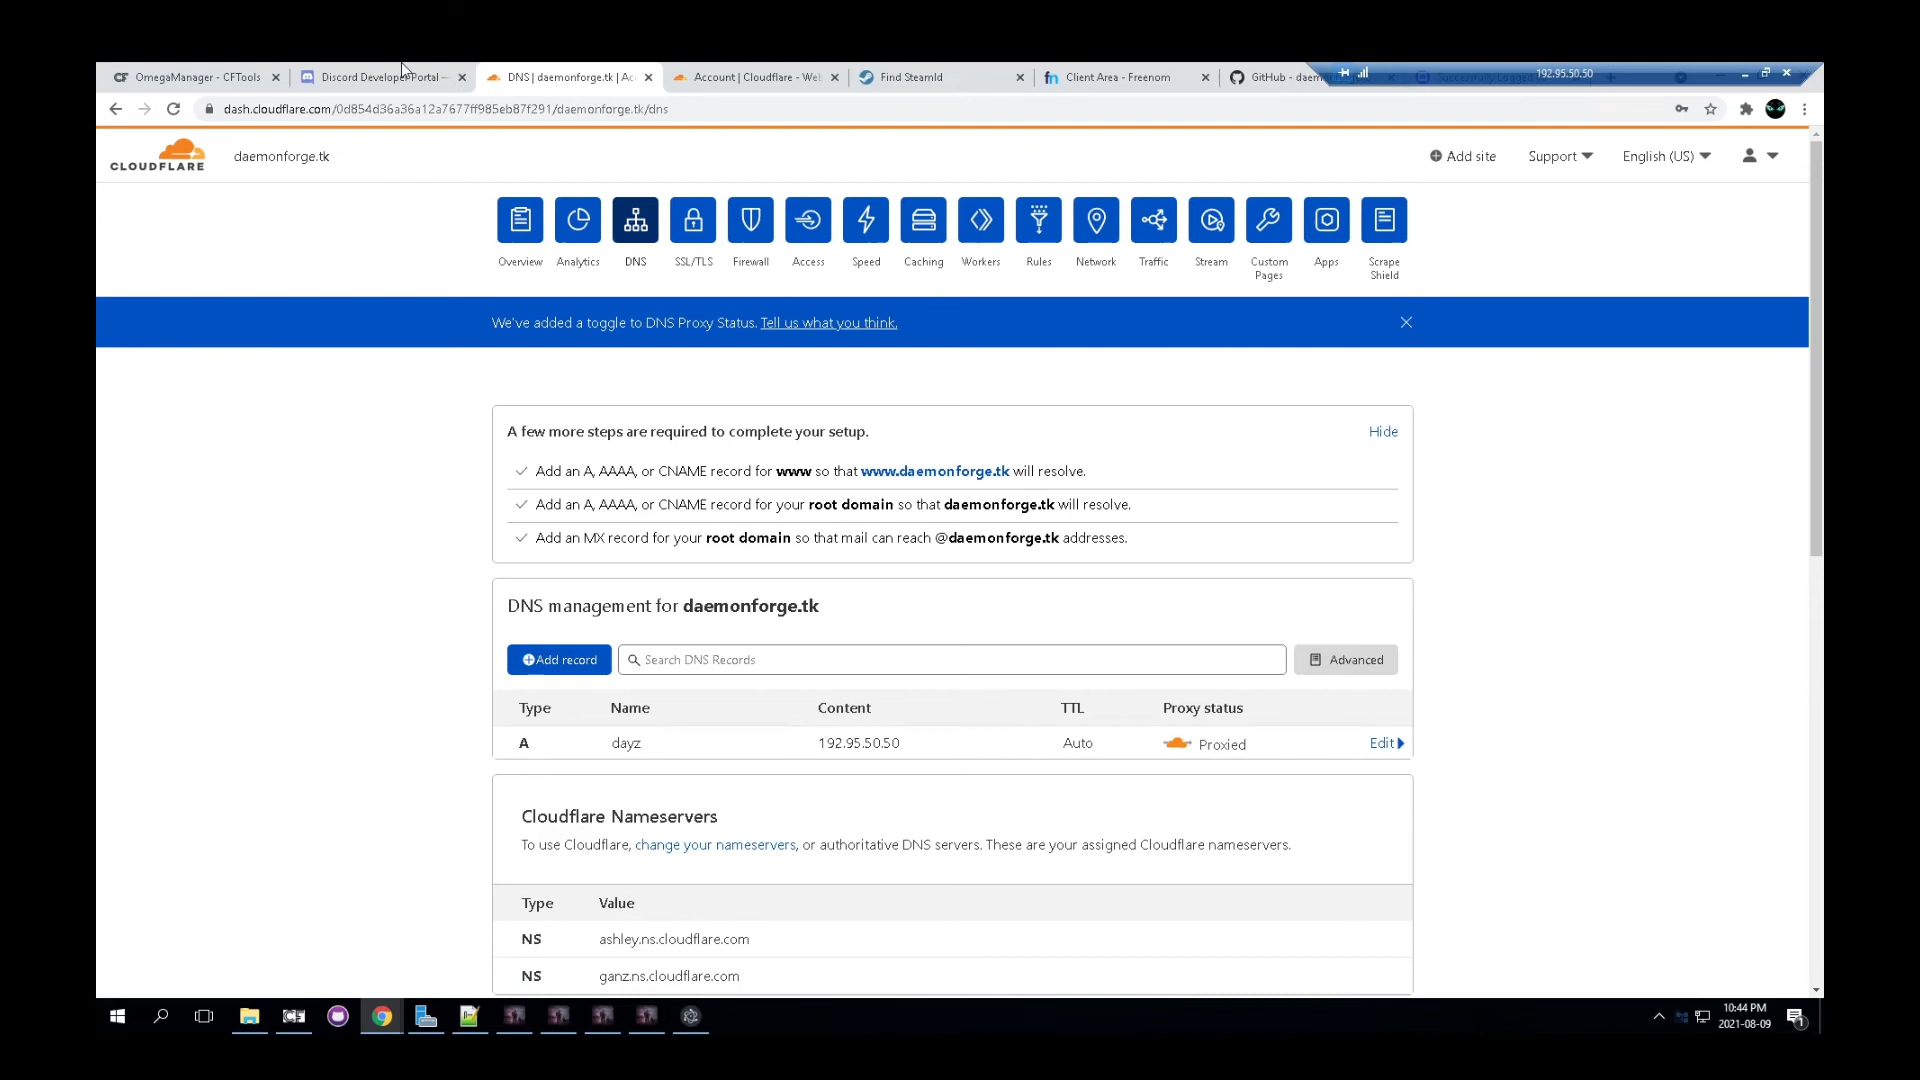 OmegaManager - CFTools
Discord Developer Portal —
DNS | daemonforge.tk | Ac
Account | Cloudflare - Web
Find SteamId
Client Area - Freenom
GitHub - daem
192.95.50.50
dash.cloudflare.com/0d854d36a36a12a7677ff985eb87f291/daemonforge.tk/dns
CLOUDFLARE
daemonforge.tk
Add site
Support
English (US)
Overview
Analytics
DNS
SSL/TLS
Firewall
Access
Speed
Caching
Workers
Rules
Network
Traffic
Stream
Custom
Pages
Apps
Scrape
Shield
We've added a toggle to DNS Proxy Status. Tell us what you think.
A few more steps are required to complete your setup.
Hide
Add an A, AAAA, or CNAME record for www so that www.daemonforge.tk will resolve.
Add an A, AAAA, or CNAME record for your root domain so that daemonforge.tk will resolve.
Add an MX record for your root domain so that mail can reach @daemonforge.tk addresses.
DNS management for daemonforge.tk
Add record
Search DNS Records
Advanced
Type Name Content TTL Proxy status
A dayz 192.95.50.50 Auto Proxied Edit
Cloudflare Nameservers
To use Cloudflare, change your nameservers, or authoritative DNS servers. These are your assigned Cloudflare nameservers.
Type Value
NS ashley.ns.cloudflare.com
NS ganz.ns.cloudflare.com
10:44 PM
2021-08-09
1